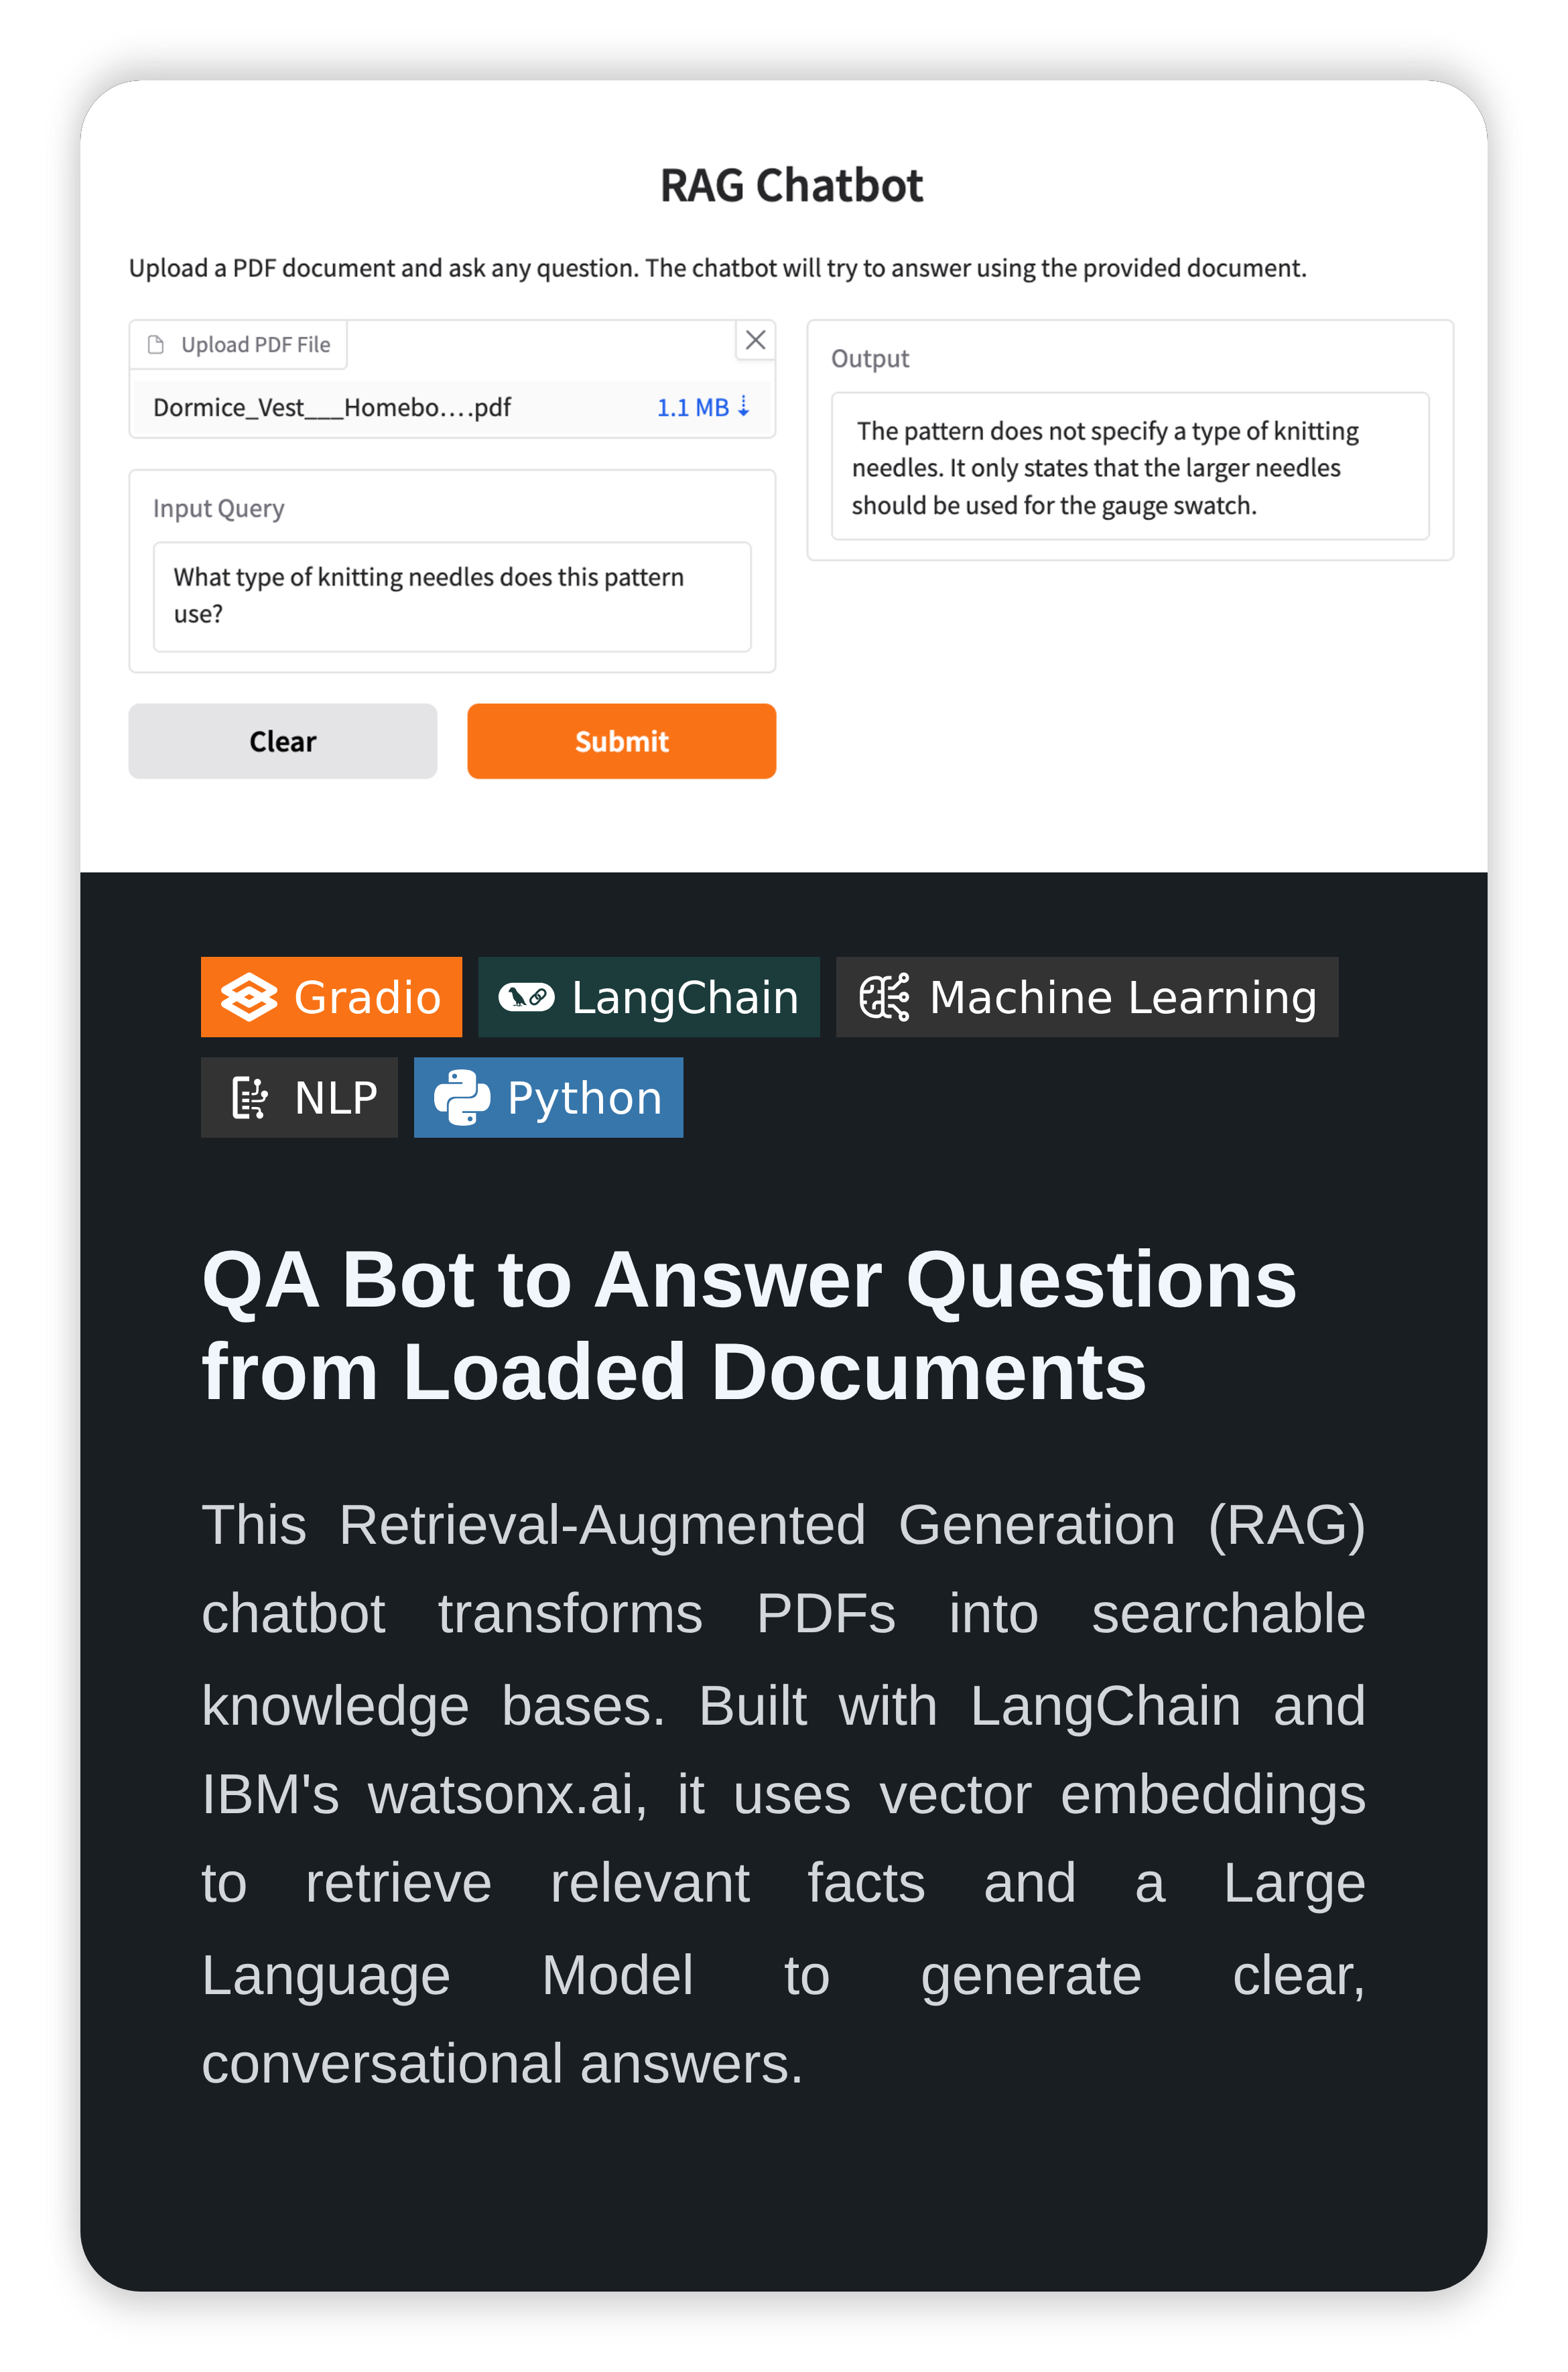 RAG Chatbot
Upload a PDF document and ask any question. The chatbot will try to answer using the provided document.
Upload PDF File
Dormice_Vest___Homebo….pdf 1.1 MB ⇣
Input Query
What type of knitting needles does this pattern
use?
Clear
Submit
Output
The pattern does not specify a type of knitting
needles. It only states that the larger needles
should be used for the gauge swatch.
Gradio LangChain Machine Learning
NLP Python
QA Bot to Answer Questions
from Loaded Documents
This Retrieval-Augmented Generation (RAG)
chatbot transforms PDFs into searchable
knowledge bases. Built with LangChain and
IBM's watsonx.ai, it uses vector embeddings
to retrieve relevant facts and a Large
Language Model to generate clear,
conversational answers.